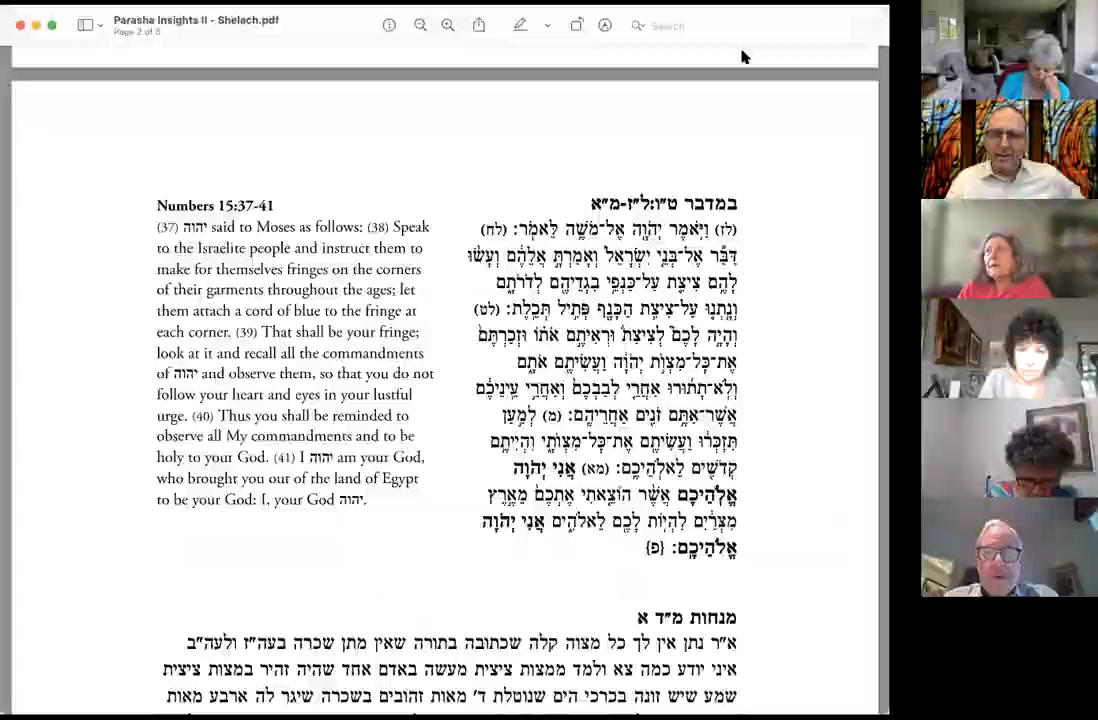 Parasha Insights II - Shelach.pdf
Page 2 of 8
Search
Numbers 15:37-41
(37) יהוה said to Moses as follows: (38) Speak
to the Israelite people and instruct them to
make for themselves fringes on the corners
of their garments throughout the ages; let
them attach a cord of blue to the fringe at
each corner. (39) That shall be your fringe;
look at it and recall all the commandments
of יהוה and observe them, so that you do not
follow your heart and eyes in your lustful
urge. (40) Thus you shall be reminded to
observe all My commandments and to be
holy to your God. (41) I יהוה am your God,
who brought you out of the land of Egypt
to be your God: I, your God יהוה.
במדבר ט״ו:ל״ז-מ״א
(לז) וַיֹּ֥אמֶר יְהֹוָ֖ה אֶל־מֹשֶׁ֥ה לֵּאמֹֽר׃ (לח)
דַּבֵּ֞ר אֶל־בְּנֵ֤י יִשְׂרָאֵל֙ וְאָמַרְתָּ֣ אֲלֵהֶ֔ם וְעָשׂ֨וּ
לָהֶ֥ם צִיצִ֛ת עַל־כַּנְפֵ֥י בִגְדֵיהֶ֖ם לְדֹרֹתָ֑ם
וְנָ֥תְנ֛וּ עַל־צִיצִ֥ת הַכָּנָ֖ף פְּתִ֥יל תְּכֵֽלֶת׃ (לט)
וְהָיָ֣ה לָכֶם֮ לְצִיצִת֒ וּרְאִיתֶ֣ם אֹת֗וֹ וּזְכַרְתֶּם֙
אֶת־כׇּל־מִצְוֺ֣ת יְהֹוָ֔ה וַעֲשִׂיתֶ֖ם אֹתָ֑ם
וְלֹֽא־תָת֜וּרוּ אַחֲרֵ֤י לְבַבְכֶם֙ וְאַחֲרֵ֣י עֵֽינֵיכֶ֔ם
אֲשֶׁר־אַתֶּ֥ם זֹנִ֖ים אַחֲרֵיהֶֽם׃ (מ) לְמַ֣עַן
תִּזְכְּר֔וּ וַעֲשִׂיתֶ֖ם אֶת־כׇּל־מִצְוֺתָ֑י וִהְיִיתֶ֥ם
קְדֹשִׁ֖ים לֵאלֹֽהֵיכֶֽם׃ (מא) אֲנִ֞י יְהֹוָ֣ה
אֱלֹֽהֵיכֶ֗ם אֲשֶׁ֨ר הוֹצֵ֤אתִי אֶתְכֶם֙ מֵאֶ֣רֶץ
מִצְרַ֔יִם לִהְי֥וֹת לָכֶ֖ם לֵאלֹהִ֑ים אֲנִ֖י יְהֹוָ֥ה
אֱלֹהֵיכֶֽם׃ {פ}
מנחות מ״ד א
א״ר נתן אין לך כל מצוה קלה שכתובה בתורה שאין מתן שכרה בעה״ז ולעה״ב
איני יודע כמה צא ולמד ממצות ציצית מעשה באדם אחד שהיה זהיר במצות ציצית
שמע שיש זונה בכרכי הים שנוטלת ד׳ מאות זהובים בשכרה שיגר לה ארבע מאות